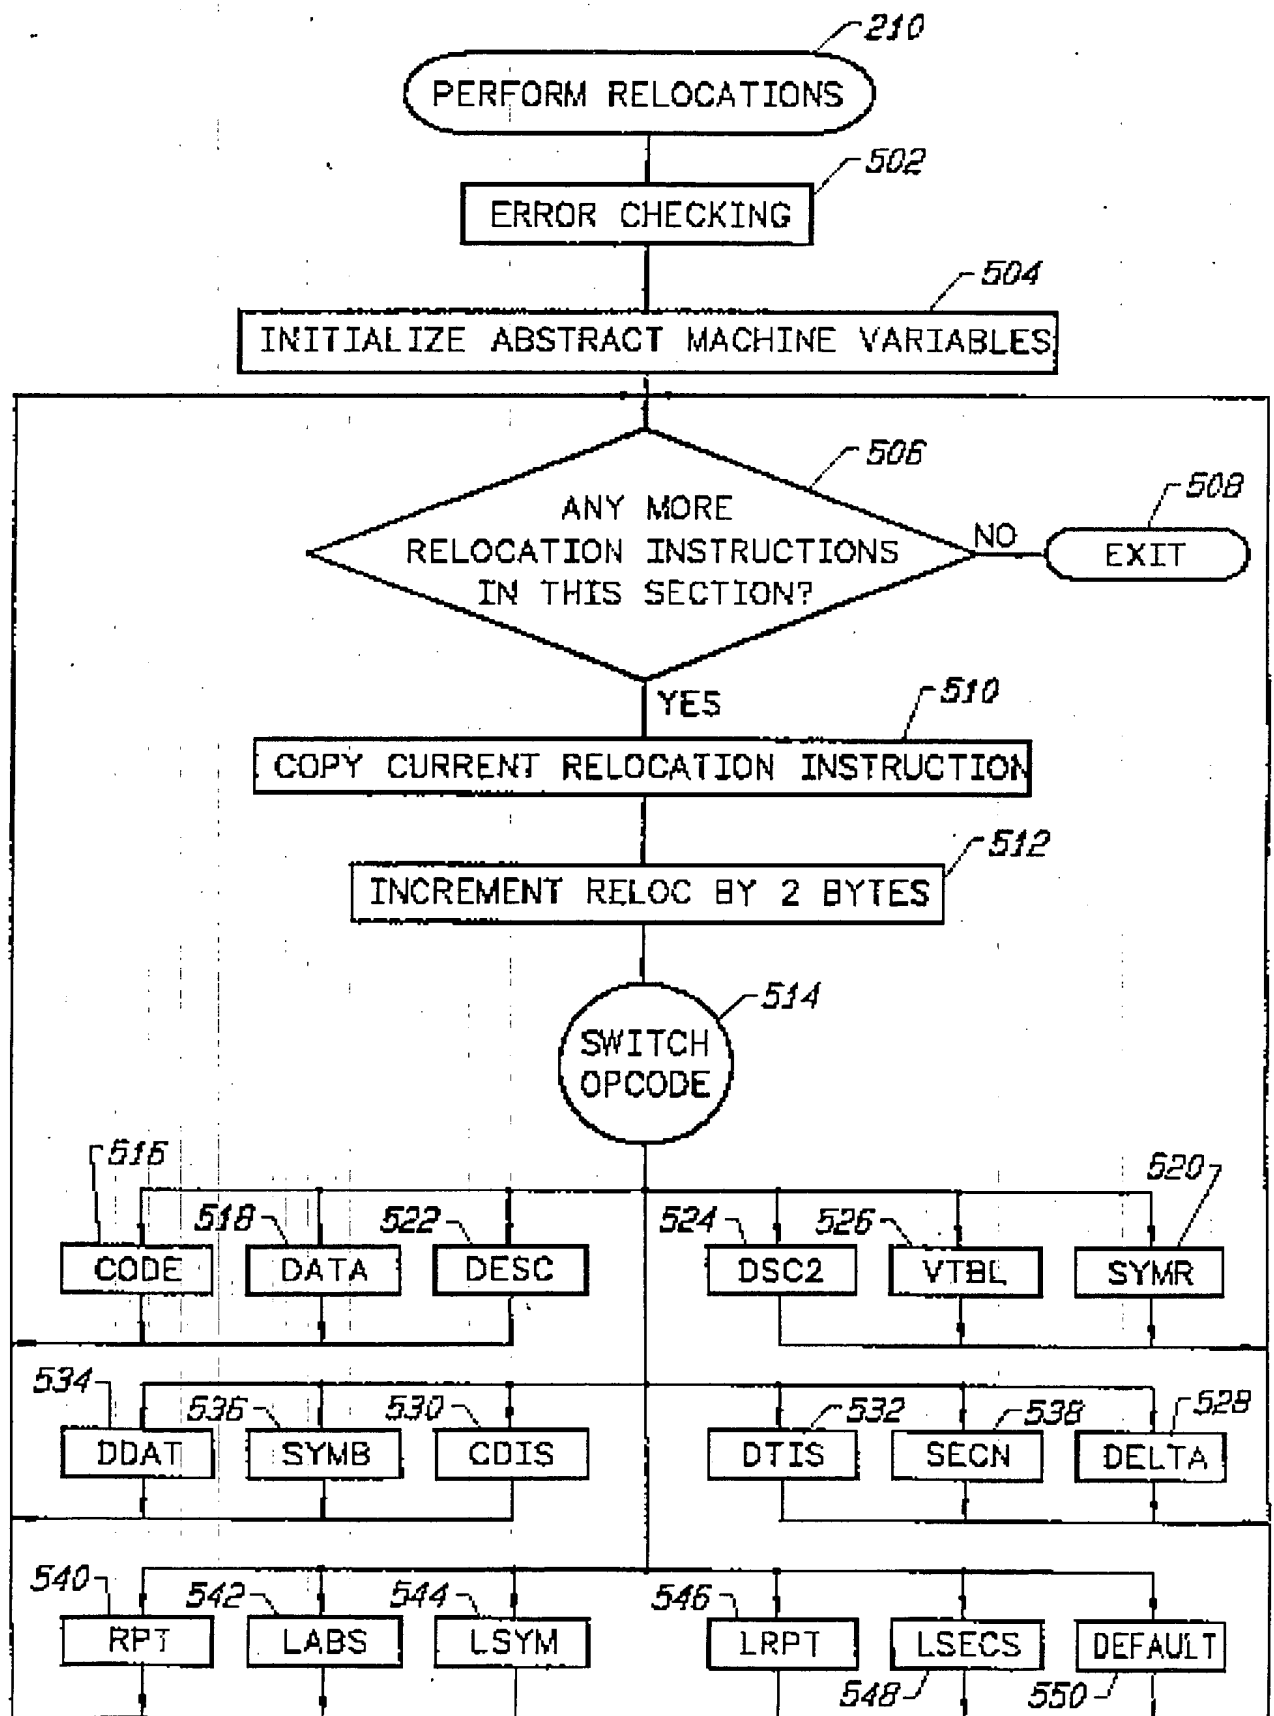 210
PERFORM RELOCATIONS
502
ERROR CHECKING
504
INITIALIZE ABSTRACT MACHINE VARIABLES
506
ANY MORE
RELOCATION INSTRUCTIONS
IN THIS SECTION?
NO
508
EXIT
YES
510
COPY CURRENT RELOCATION INSTRUCTION
512
INCREMENT RELOC BY 2 BYTES
514
SWITCH
OPCODE
516 518 522 524 526 520
CODE DATA DESC DSC2 VTBL SYMR
534 536 530 532 538 528
DDAT SYMB CDIS DTIS SECN DELTA
540 542 544 546
RPT LABS LSYM LRPT LSECS DEFAULT
548 550